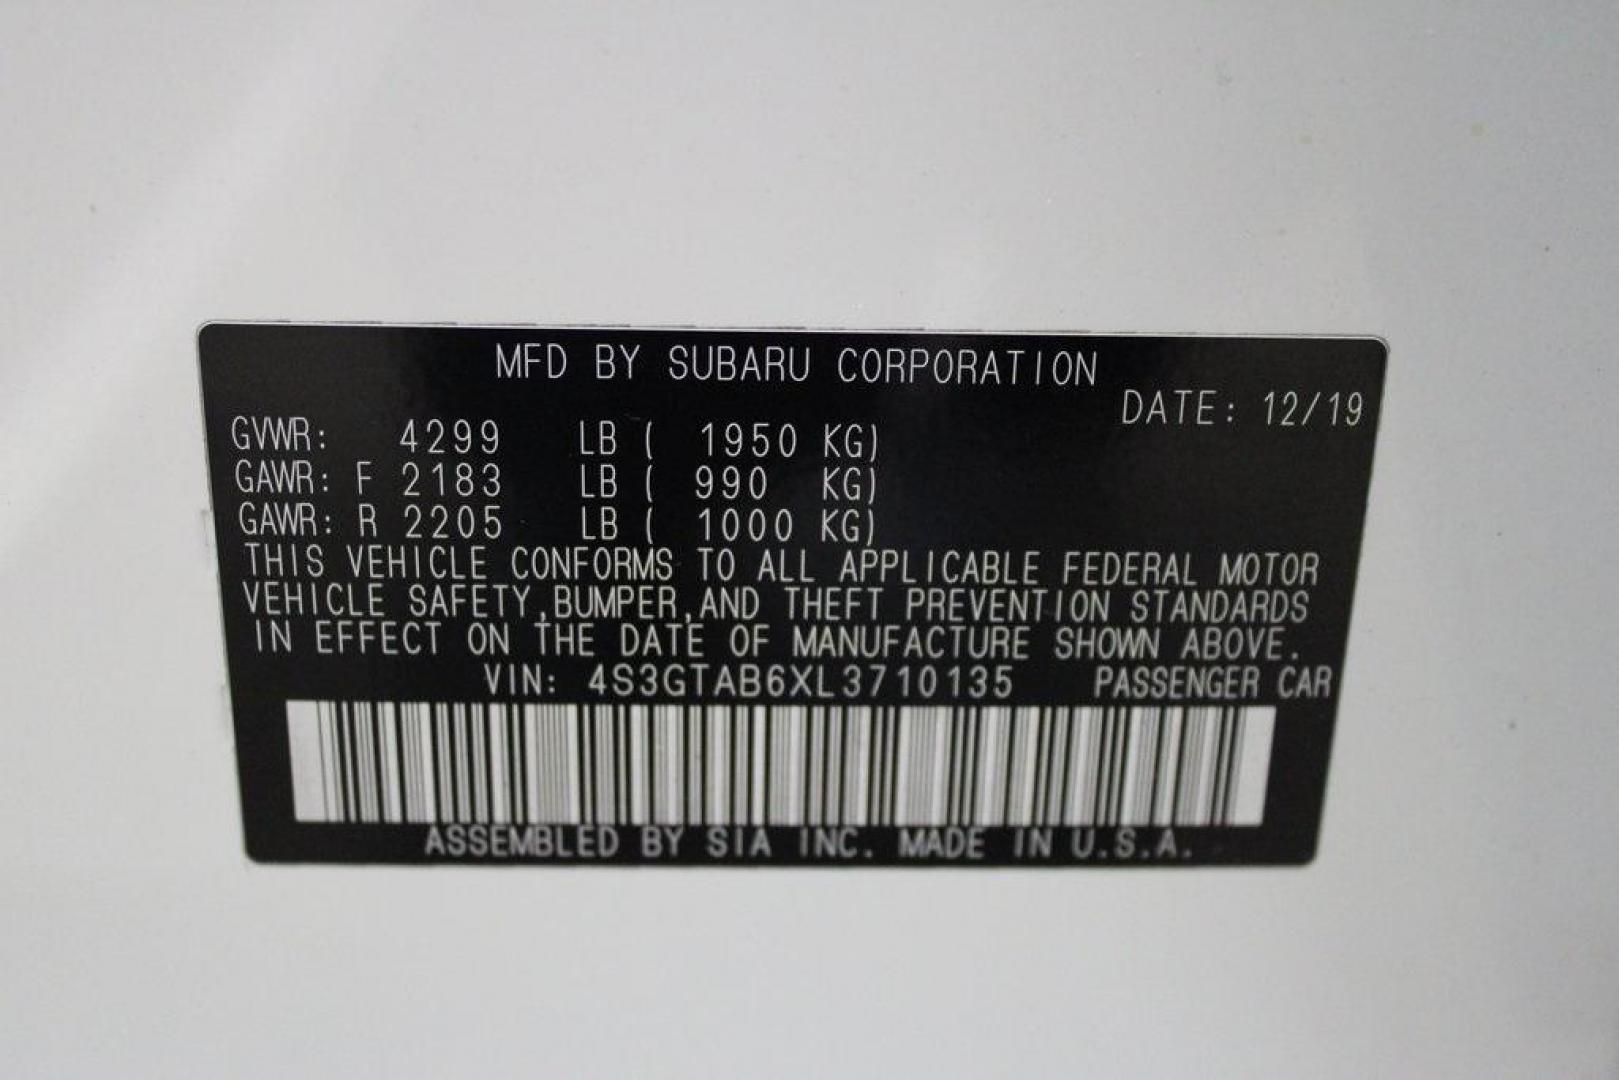 MFD BY SUBARU CORPORATION
DATE: 12/19
GVWR: 4299 LB ( 1950 KG)
GAWR: F 2183 LB ( 990 KG)
GAWR: R 2205 LB ( 1000 KG)
THIS VEHICLE CONFORMS TO ALL APPLICABLE FEDERAL MOTOR
VEHICLE SAFETY,BUMPER,AND THEFT PREVENTION STANDARDS
IN EFFECT ON THE DATE OF MANUFACTURE SHOWN ABOVE.
VIN: 4S3GTAB6XL3710135 PASSENGER CAR
ASSEMBLED BY SIA INC. MADE IN U.S.A.